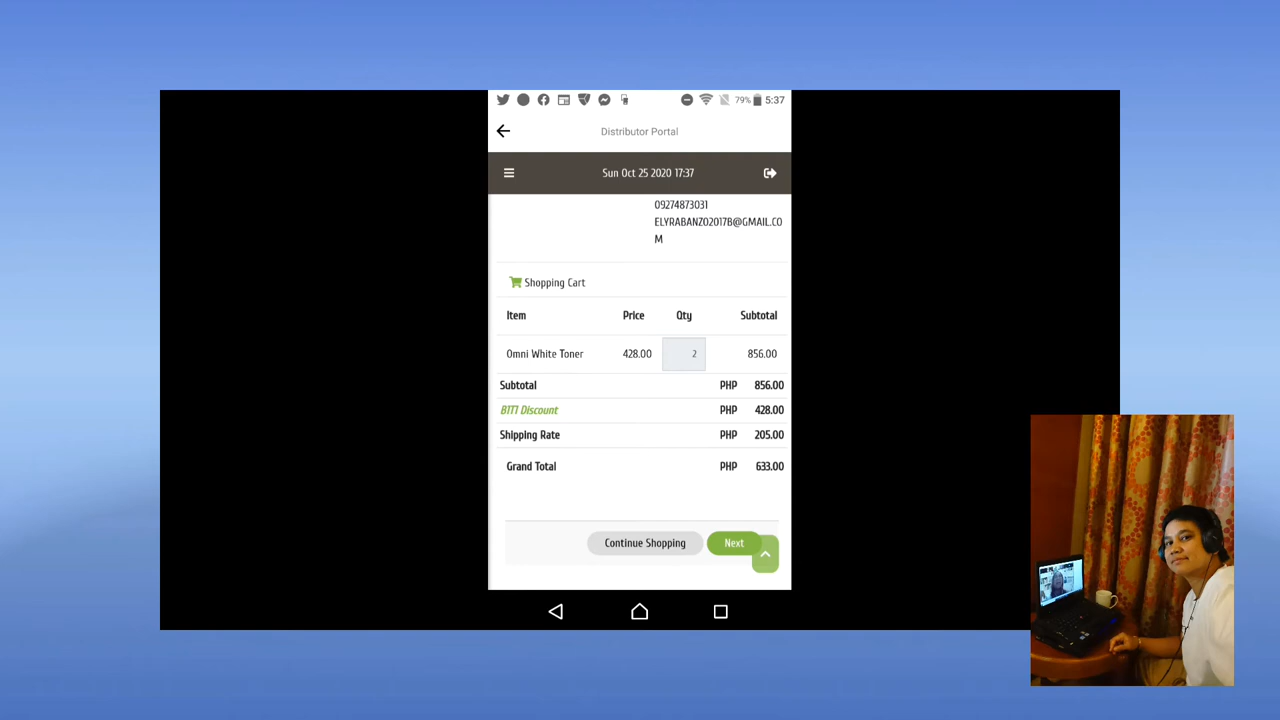 79% 5:37
Distributor Portal
Sun Oct 25 2020 17:37
09274873031
ELYRABANZO2017B@GMAIL.CO
M
Shopping Cart
Item Price Qty Subtotal
Omni White Toner 428.00 2 856.00
Subtotal PHP 856.00
B1T1 Discount PHP 428.00
Shipping Rate PHP 205.00
Grand Total PHP 633.00
Continue Shopping Next